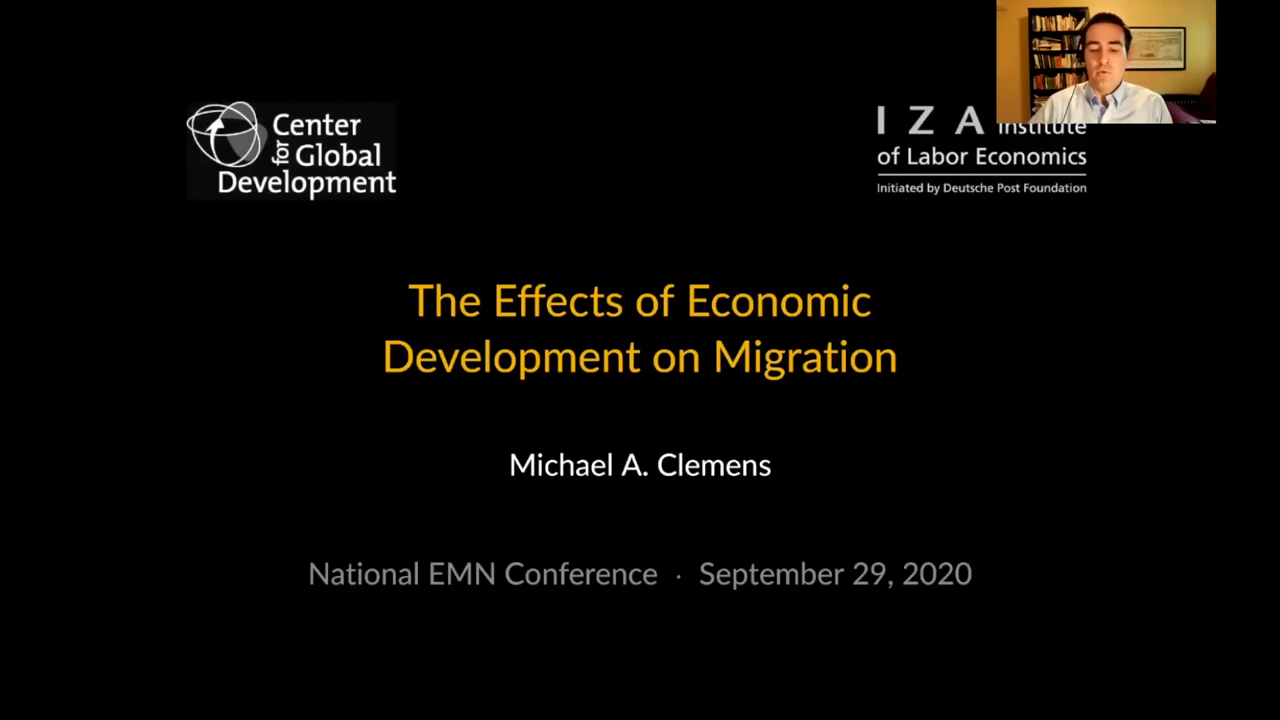 Center
for Global
Development
I Z A Institute
of Labor Economics
Initiated by Deutsche Post Foundation
The Effects of Economic
Development on Migration
Michael A. Clemens
National EMN Conference · September 29, 2020